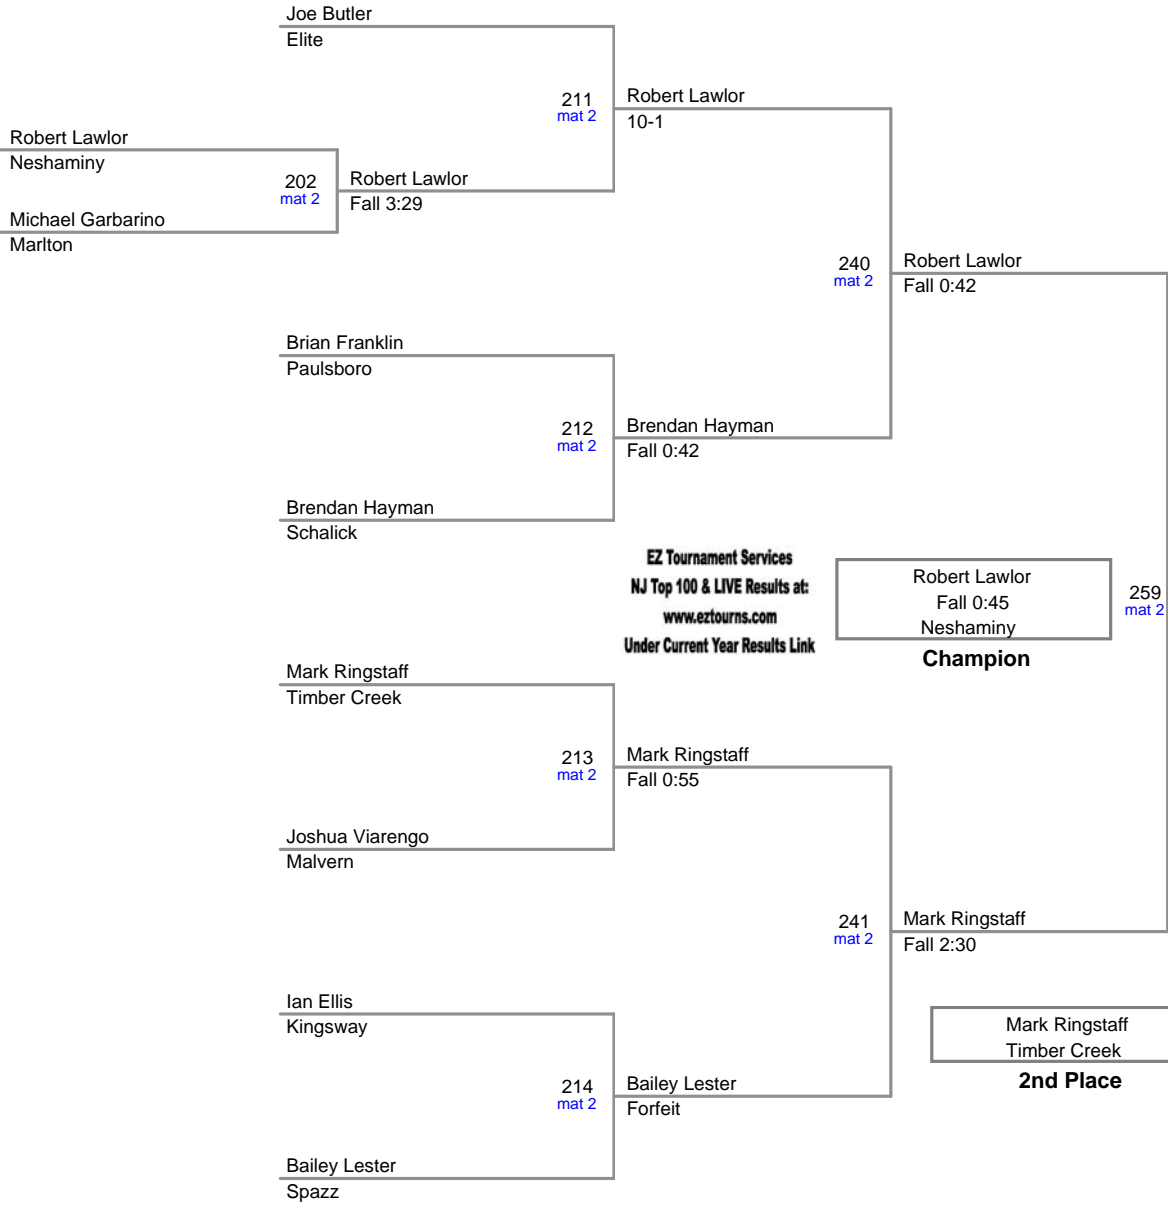 Joe Butler
Elite
211
mat 2
Robert Lawlor
10-1
Robert Lawlor
Neshaminy
202
mat 2
Robert Lawlor
Fall 3:29
Michael Garbarino
Marlton
240
mat 2
Robert Lawlor
Fall 0:42
Brian Franklin
Paulsboro
212
mat 2
Brendan Hayman
Fall 0:42
Brendan Hayman
Schalick
EZ Tournament Services
NJ Top 100 & LIVE Results at:
www.eztourns.com
Under Current Year Results Link
Robert Lawlor
Fall 0:45
Neshaminy
Champion
259
mat 2
Mark Ringstaff
Timber Creek
213
mat 2
Mark Ringstaff
Fall 0:55
Joshua Viarengo
Malvern
241
mat 2
Mark Ringstaff
Fall 2:30
Ian Ellis
Kingsway
Mark Ringstaff
Timber Creek
2nd Place
214
mat 2
Bailey Lester
Forfeit
Bailey Lester
Spazz